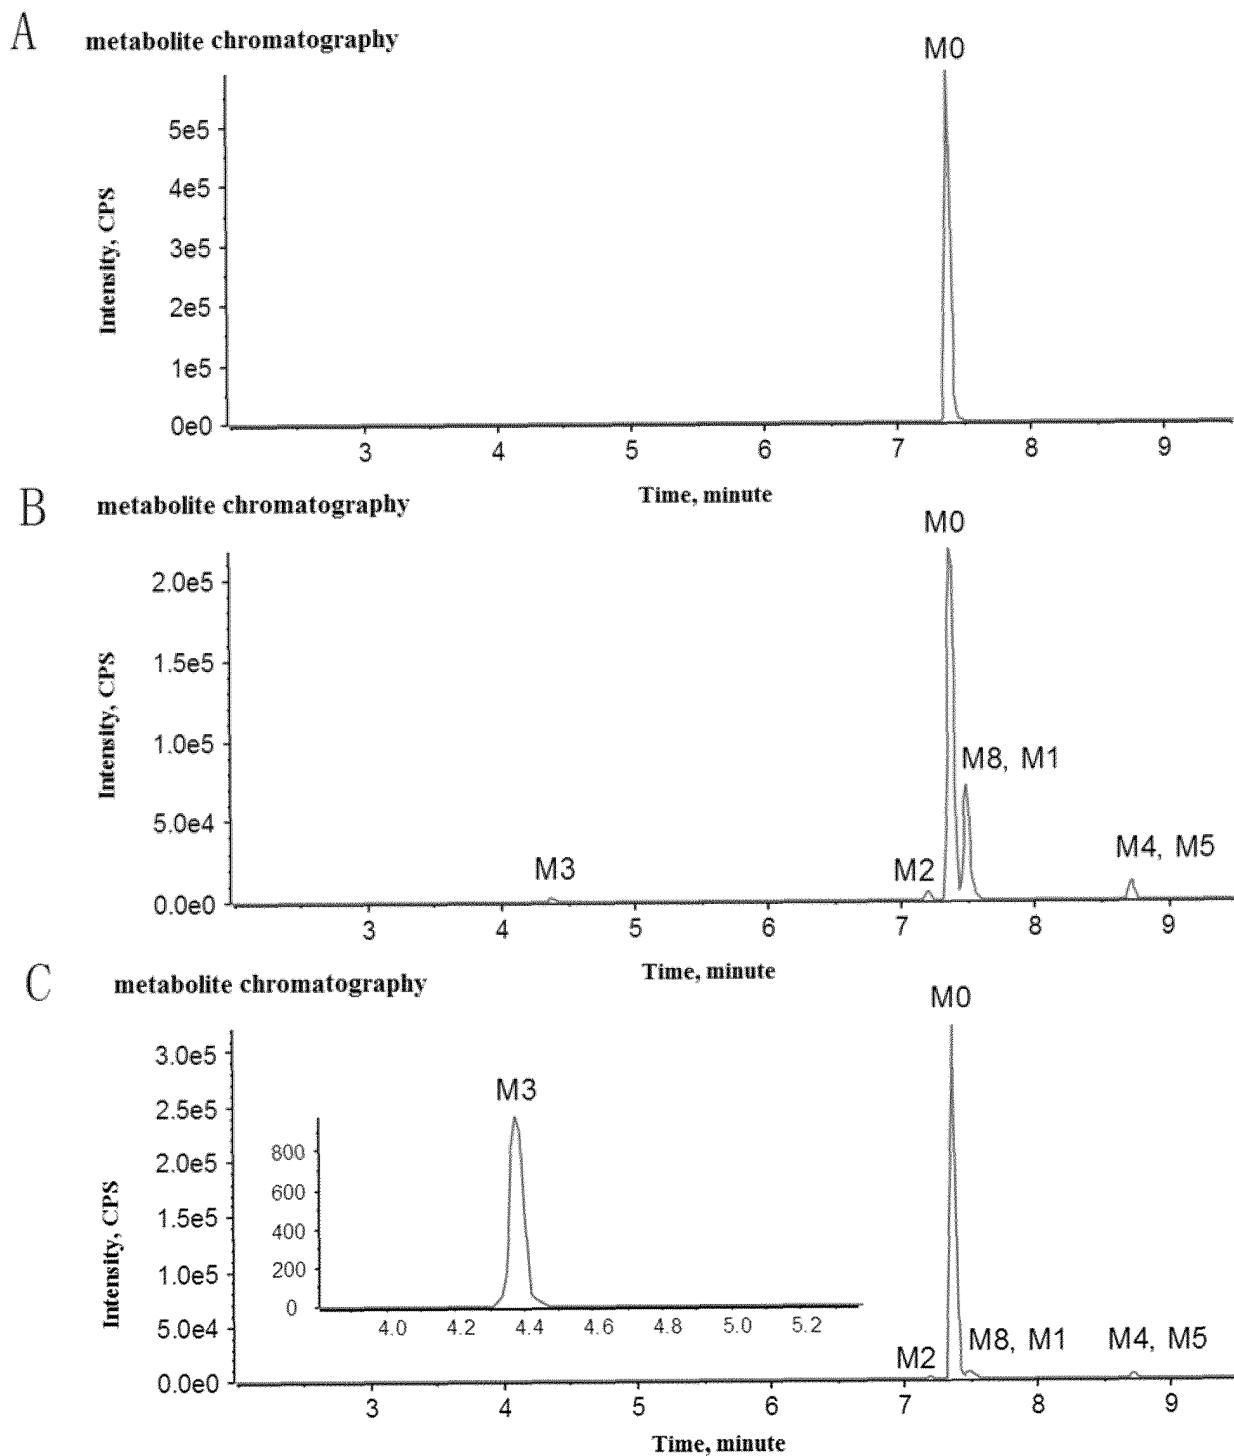 A
metabolite chromatography
M0
Intensity, CPS
5e5
4e5
3e5
2e5
1e5
0e0
3 4 5 6 7 8 9
Time, minute
B
metabolite chromatography
M0
Intensity, CPS
2.0e5
1.5e5
1.0e5
5.0e4
0.0e0
M8, M1
M3
M2
M4, M5
3 4 5 6 7 8 9
Time, minute
C
metabolite chromatography
M0
Intensity, CPS
3.0e5
2.5e5
2.0e5
1.5e5
1.0e5
5.0e4
0.0e0
M3
800
600
400
200
0
4.0 4.2 4.4 4.6 4.8 5.0 5.2
M2
M8, M1
M4, M5
3 4 5 6 7 8 9
Time, minute